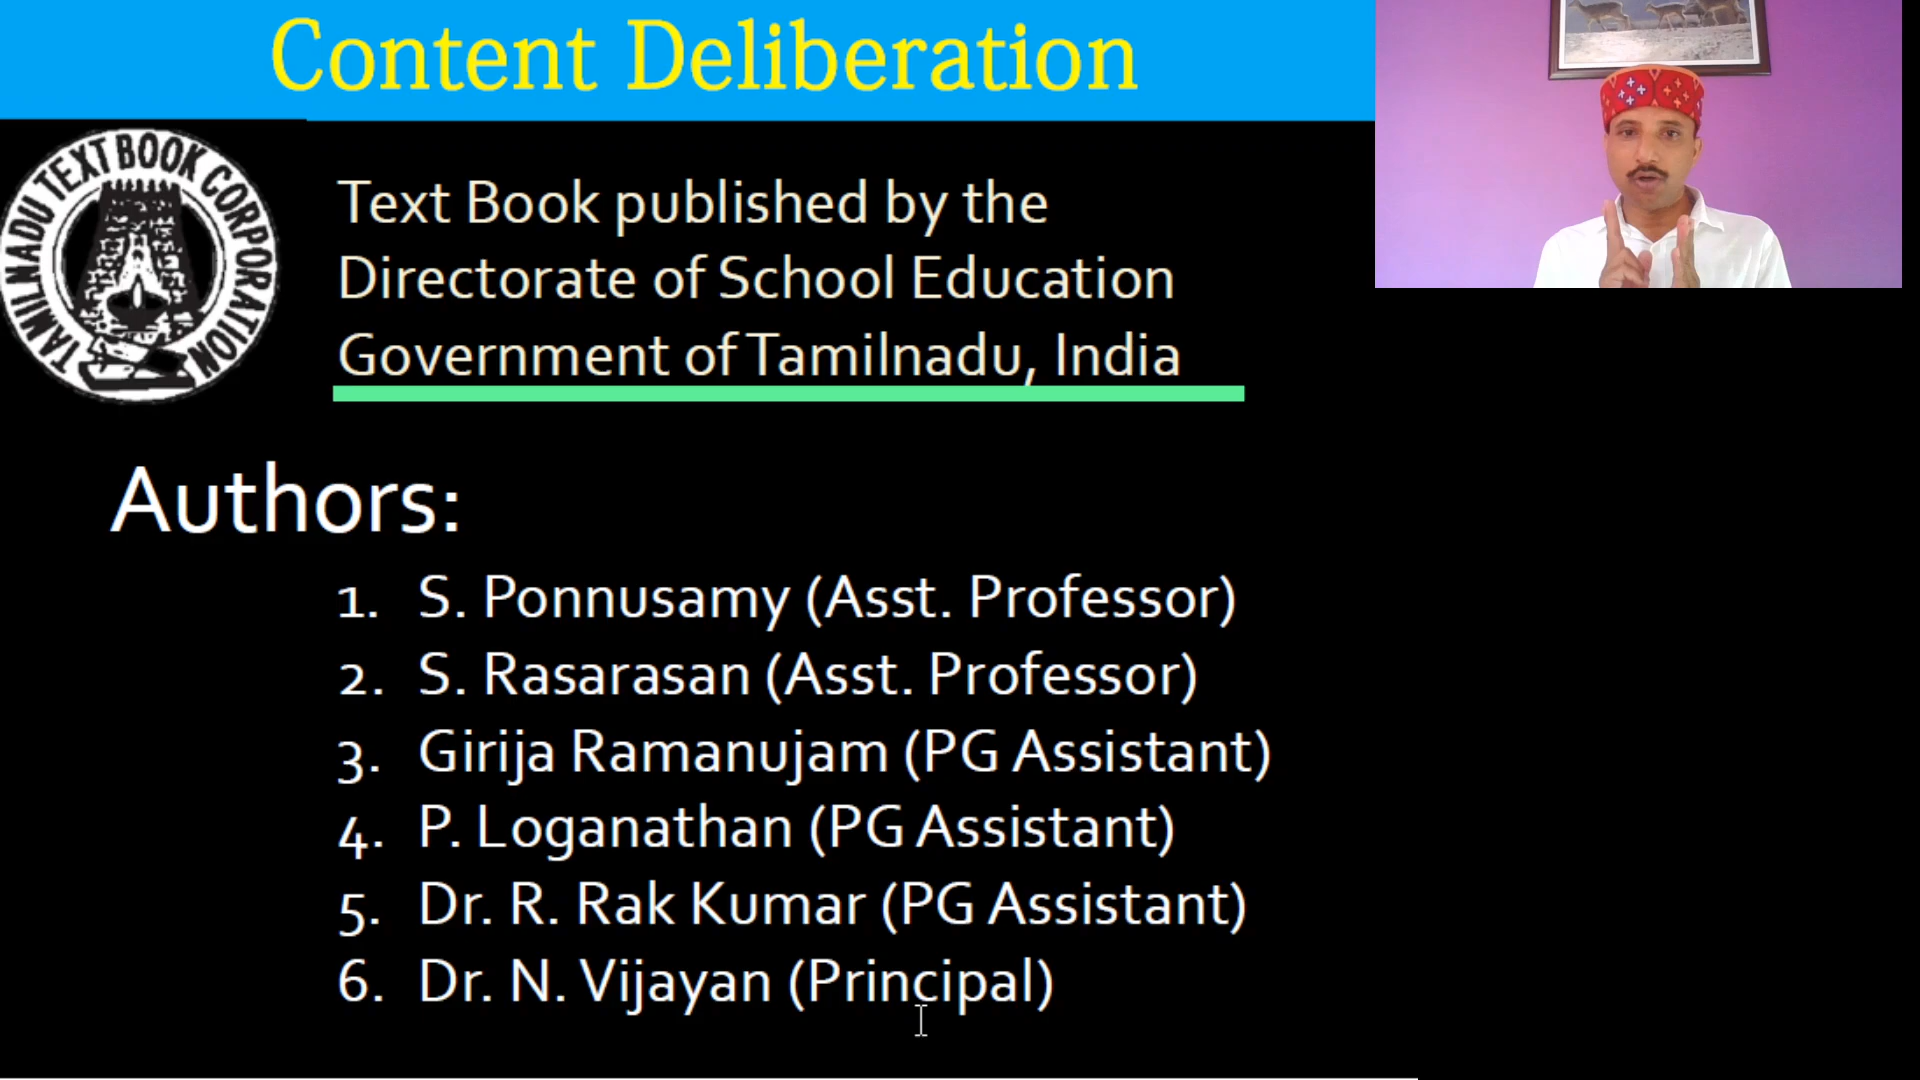 Content Deliberation
TAMILNADU TEXT BOOK CORPORATION
Text Book published by the
Directorate of School Education
Government of Tamilnadu, India
Authors:
1. S. Ponnusamy (Asst. Professor)
2. S. Rasarasan (Asst. Professor)
3. Girija Ramanujam (PG Assistant)
4. P. Loganathan (PG Assistant)
5. Dr. R. Rak Kumar (PG Assistant)
6. Dr. N. Vijayan (Principal)